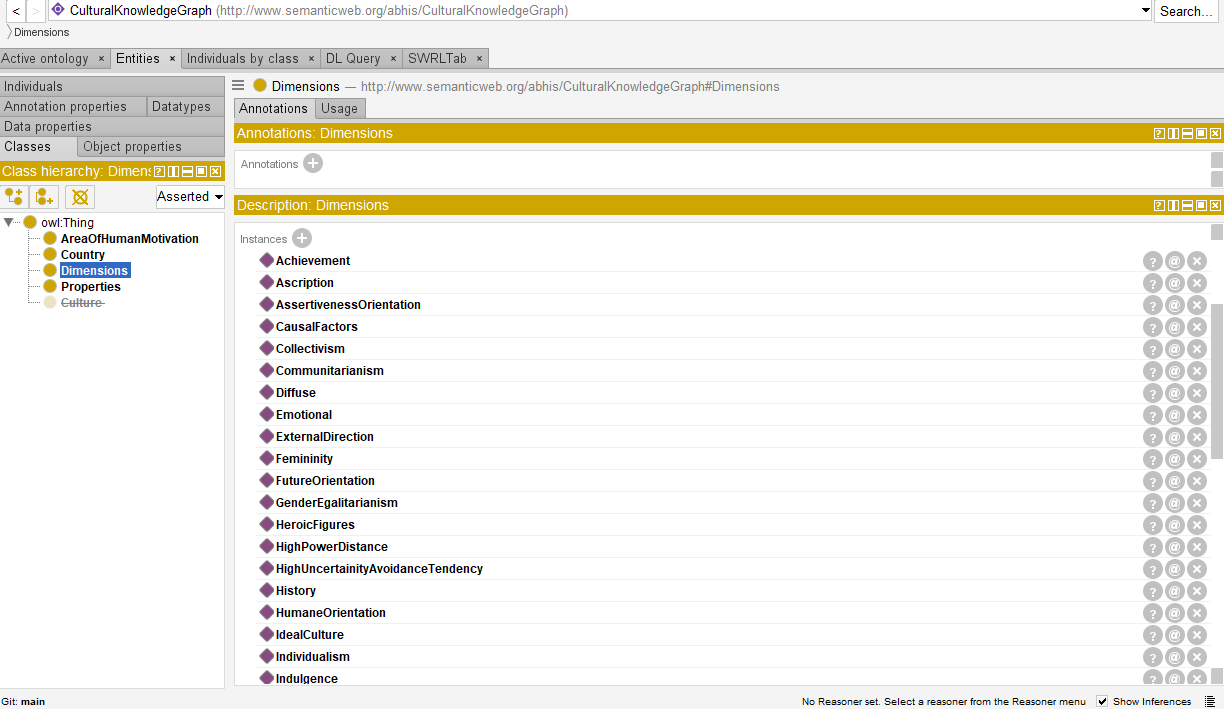 < > CulturalKnowledgeGraph (http://www.semanticweb.org/abhis/CulturalKnowledgeGraph) Search...
Dimensions
Active ontology × Entities × Individuals by class × DL Query × SWRLTab ×
Individuals
Annotation properties Datatypes
Data properties
Classes Object properties
Class hierarchy: Dimens
Asserted
owl:Thing
AreaOfHumanMotivation
Country
Dimensions
Properties
Culture
Dimensions — http://www.semanticweb.org/abhis/CulturalKnowledgeGraph#Dimensions
Annotations Usage
Annotations: Dimensions
Annotations +
Description: Dimensions
Instances +
Achievement ? @ ×
Ascription ? @ ×
AssertivenessOrientation ? @ ×
CausalFactors ? @ ×
Collectivism ? @ ×
Communitarianism ? @ ×
Diffuse ? @ ×
Emotional ? @ ×
ExternalDirection ? @ ×
Femininity ? @ ×
FutureOrientation ? @ ×
GenderEgalitarianism ? @ ×
HeroicFigures ? @ ×
HighPowerDistance ? @ ×
HighUncertainityAvoidanceTendency ? @ ×
History ? @ ×
HumaneOrientation ? @ ×
IdealCulture ? @ ×
Individualism ? @ ×
Indulgence ? @ ×
Git: main
No Reasoner set. Select a reasoner from the Reasoner menu Show Inferences